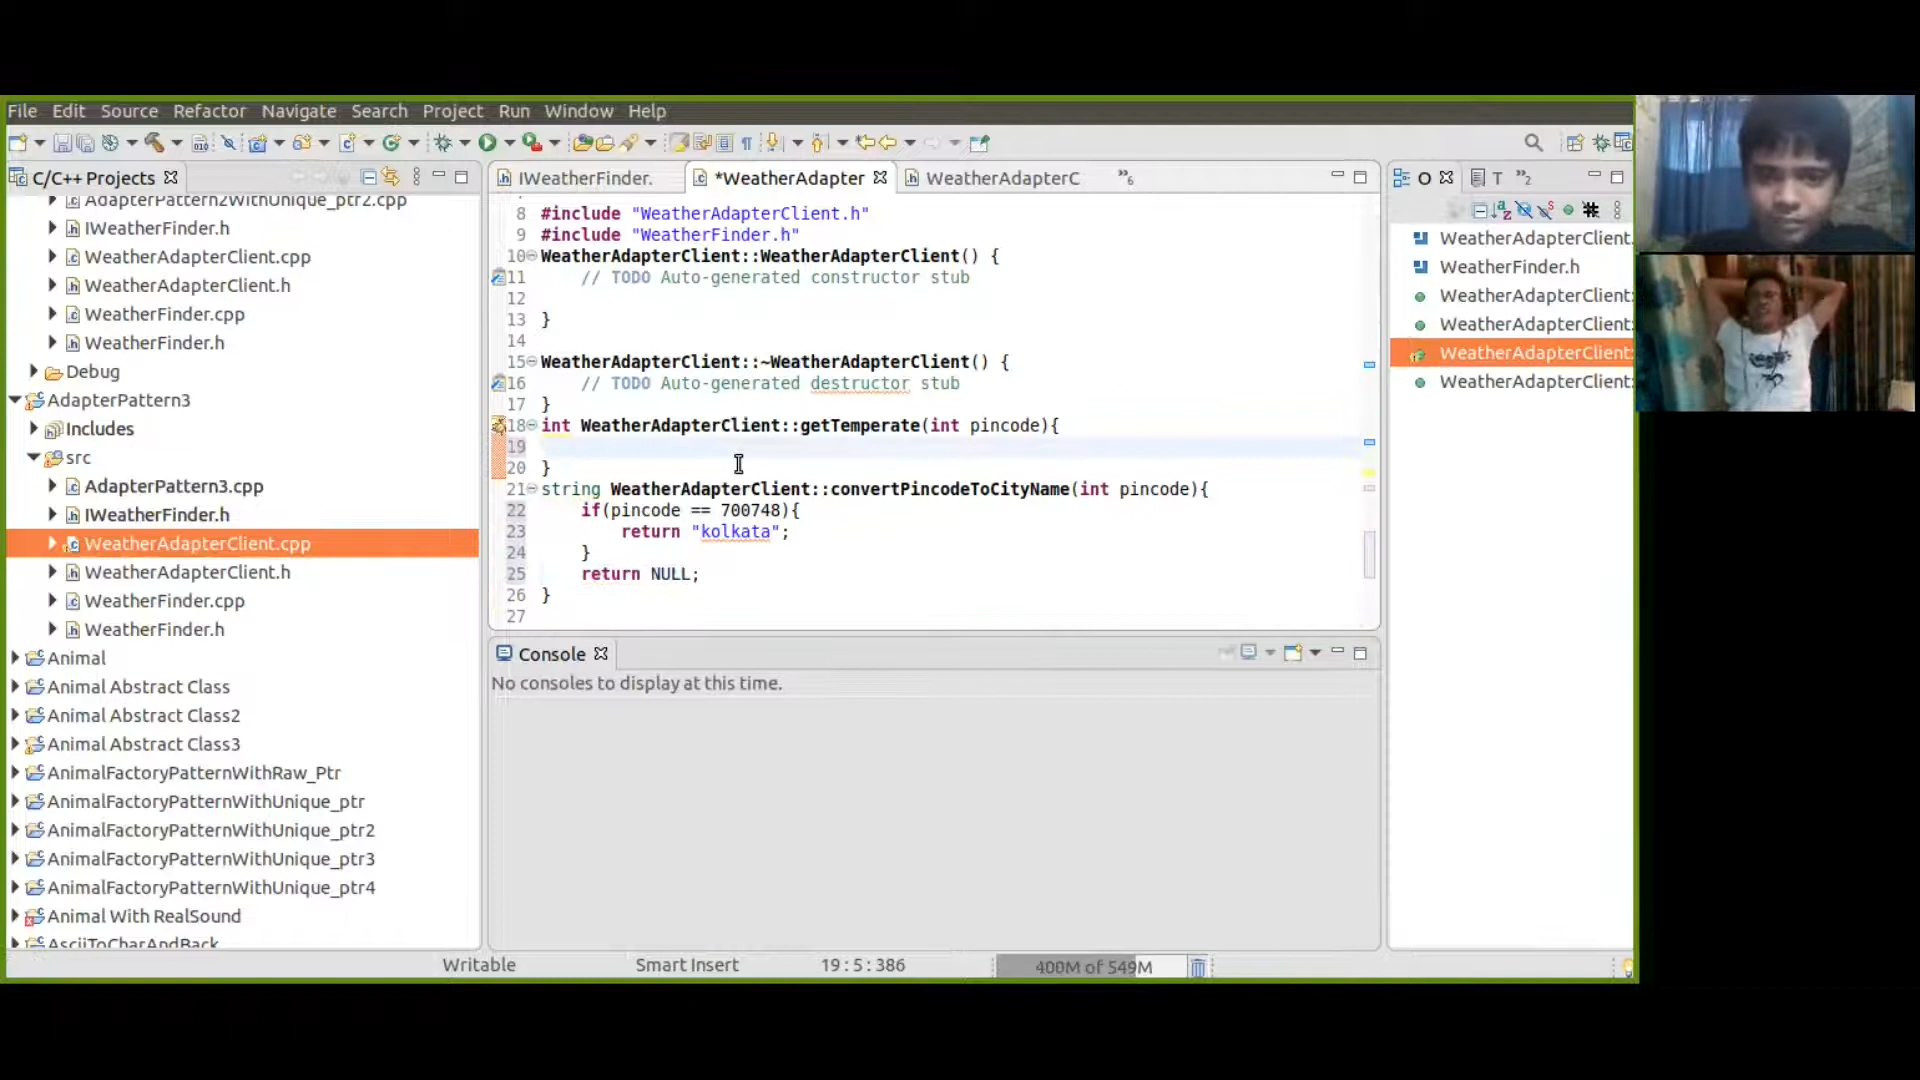 File Edit Source Refactor Navigate Search Project Run Window Help
C/C++ Projects
AdapterPattern2WithUnique_ptr2.cpp
IWeatherFinder.h
WeatherAdapterClient.cpp
WeatherAdapterClient.h
WeatherFinder.cpp
WeatherFinder.h
Debug
AdapterPattern3
Includes
src
AdapterPattern3.cpp
IWeatherFinder.h
WeatherAdapterClient.cpp
WeatherAdapterClient.h
WeatherFinder.cpp
WeatherFinder.h
Animal
Animal Abstract Class
Animal Abstract Class2
Animal Abstract Class3
AnimalFactoryPatternWithRaw_Ptr
AnimalFactoryPatternWithUnique_ptr
AnimalFactoryPatternWithUnique_ptr2
AnimalFactoryPatternWithUnique_ptr3
AnimalFactoryPatternWithUnique_ptr4
Animal With RealSound
AsciiToCharAndBack
IWeatherFinder. *WeatherAdapter WeatherAdapterC »6
8 #include "WeatherAdapterClient.h"
9 #include "WeatherFinder.h"
10 WeatherAdapterClient::WeatherAdapterClient() {
11 // TODO Auto-generated constructor stub
12
13 }
14
15 WeatherAdapterClient::~WeatherAdapterClient() {
16 // TODO Auto-generated destructor stub
17 }
18 int WeatherAdapterClient::getTemperate(int pincode){
19
20 }
21 string WeatherAdapterClient::convertPincodeToCityName(int pincode){
22 if(pincode == 700748){
23 return "kolkata";
24 }
25 return NULL;
26 }
27
Console
No consoles to display at this time.
O T »2
WeatherAdapterClient.
WeatherFinder.h
WeatherAdapterClient:
WeatherAdapterClient:
WeatherAdapterClient:
WeatherAdapterClient:
Writable Smart Insert 19:5:386 400M of 549M